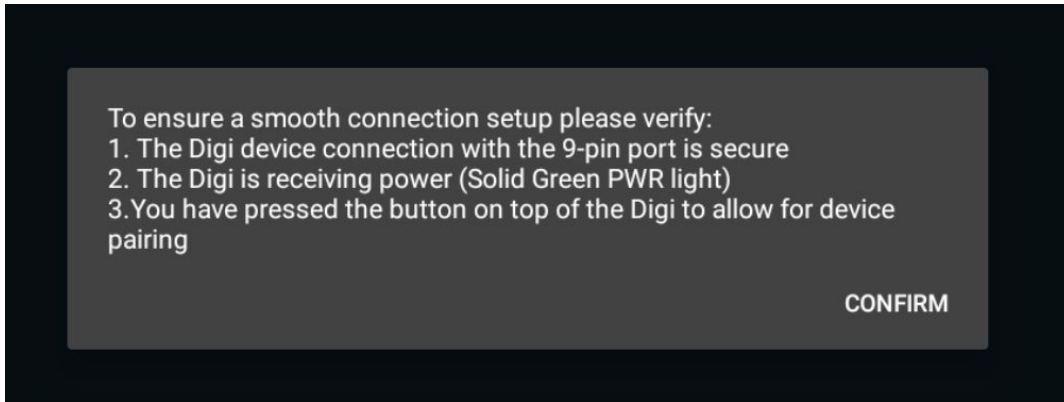 To ensure a smooth connection setup please verify:
1. The Digi device connection with the 9-pin port is secure
2. The Digi is receiving power (Solid Green PWR light)
3.You have pressed the button on top of the Digi to allow for device
pairing
CONFIRM